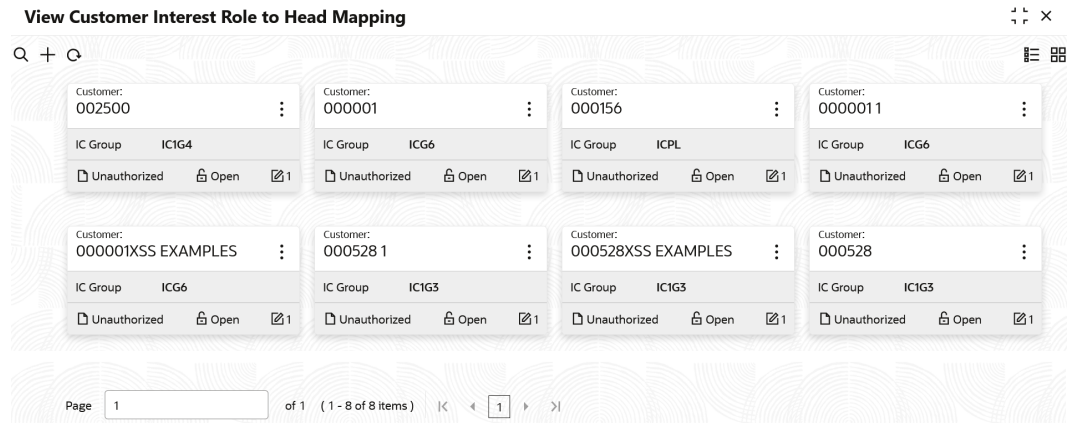 View Customer Interest Role to Head Mapping
Customer: Customer: Customer: Customer:
002500 000001 000156 000001 1
IC Group IC1G4 IC Group ICG6 IC Group ICPL IC Group ICG6
Unauthorized Open 1 Unauthorized Open 1 Unauthorized Open 1 Unauthorized Open 1
Customer: Customer: Customer: Customer:
000001XSS EXAMPLES 000528 1 000528XSS EXAMPLES 000528
IC Group ICG6 IC Group IC1G3 IC Group IC1G3 IC Group IC1G3
Unauthorized Open 1 Unauthorized Open 1 Unauthorized Open 1 Unauthorized Open 1
Page 1 of 1 ( 1 - 8 of 8 items ) 1